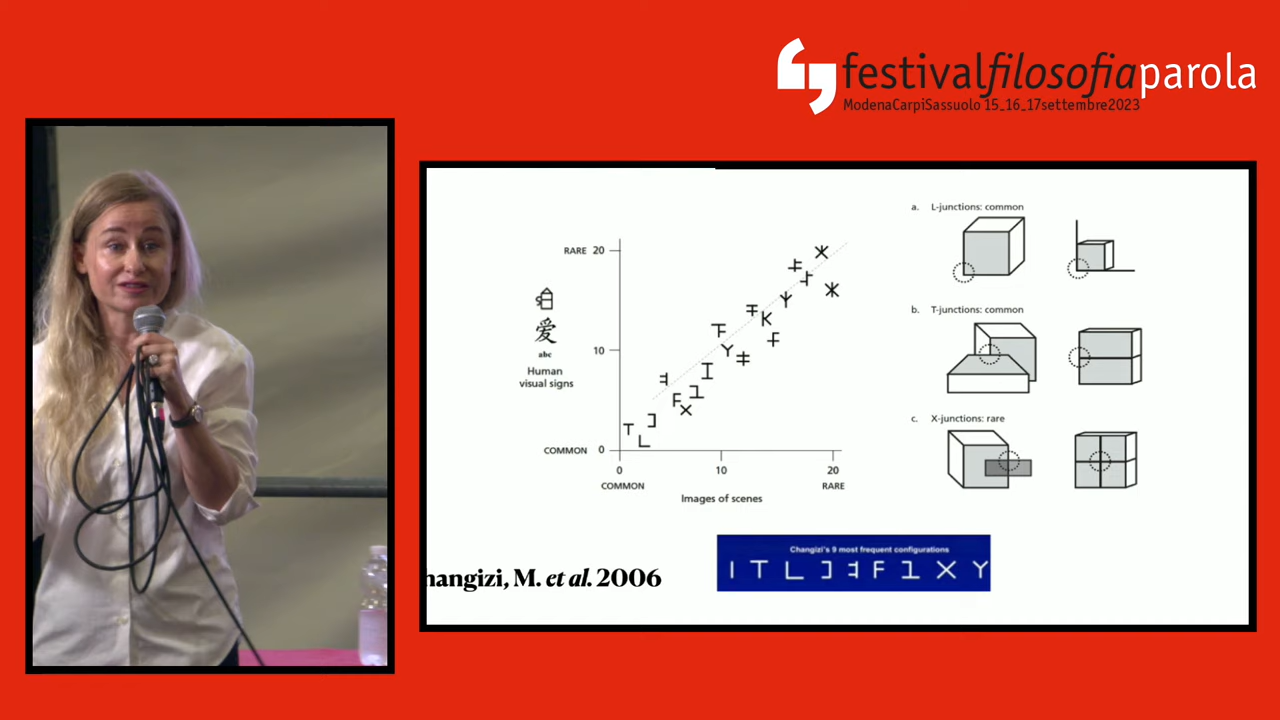 festivalfilosofiaparola
ModenaCarpiSassuolo 15_16_17settembre2023
RARE 20
10
COMMON 0
愛
abc
Human
visual signs
0 10 20
COMMON RARE
Images of scenes
a. L-junctions: common
b. T-junctions: common
c. X-junctions: rare
Changizi's 9 most frequent configurations
hangizi, M. et al. 2006